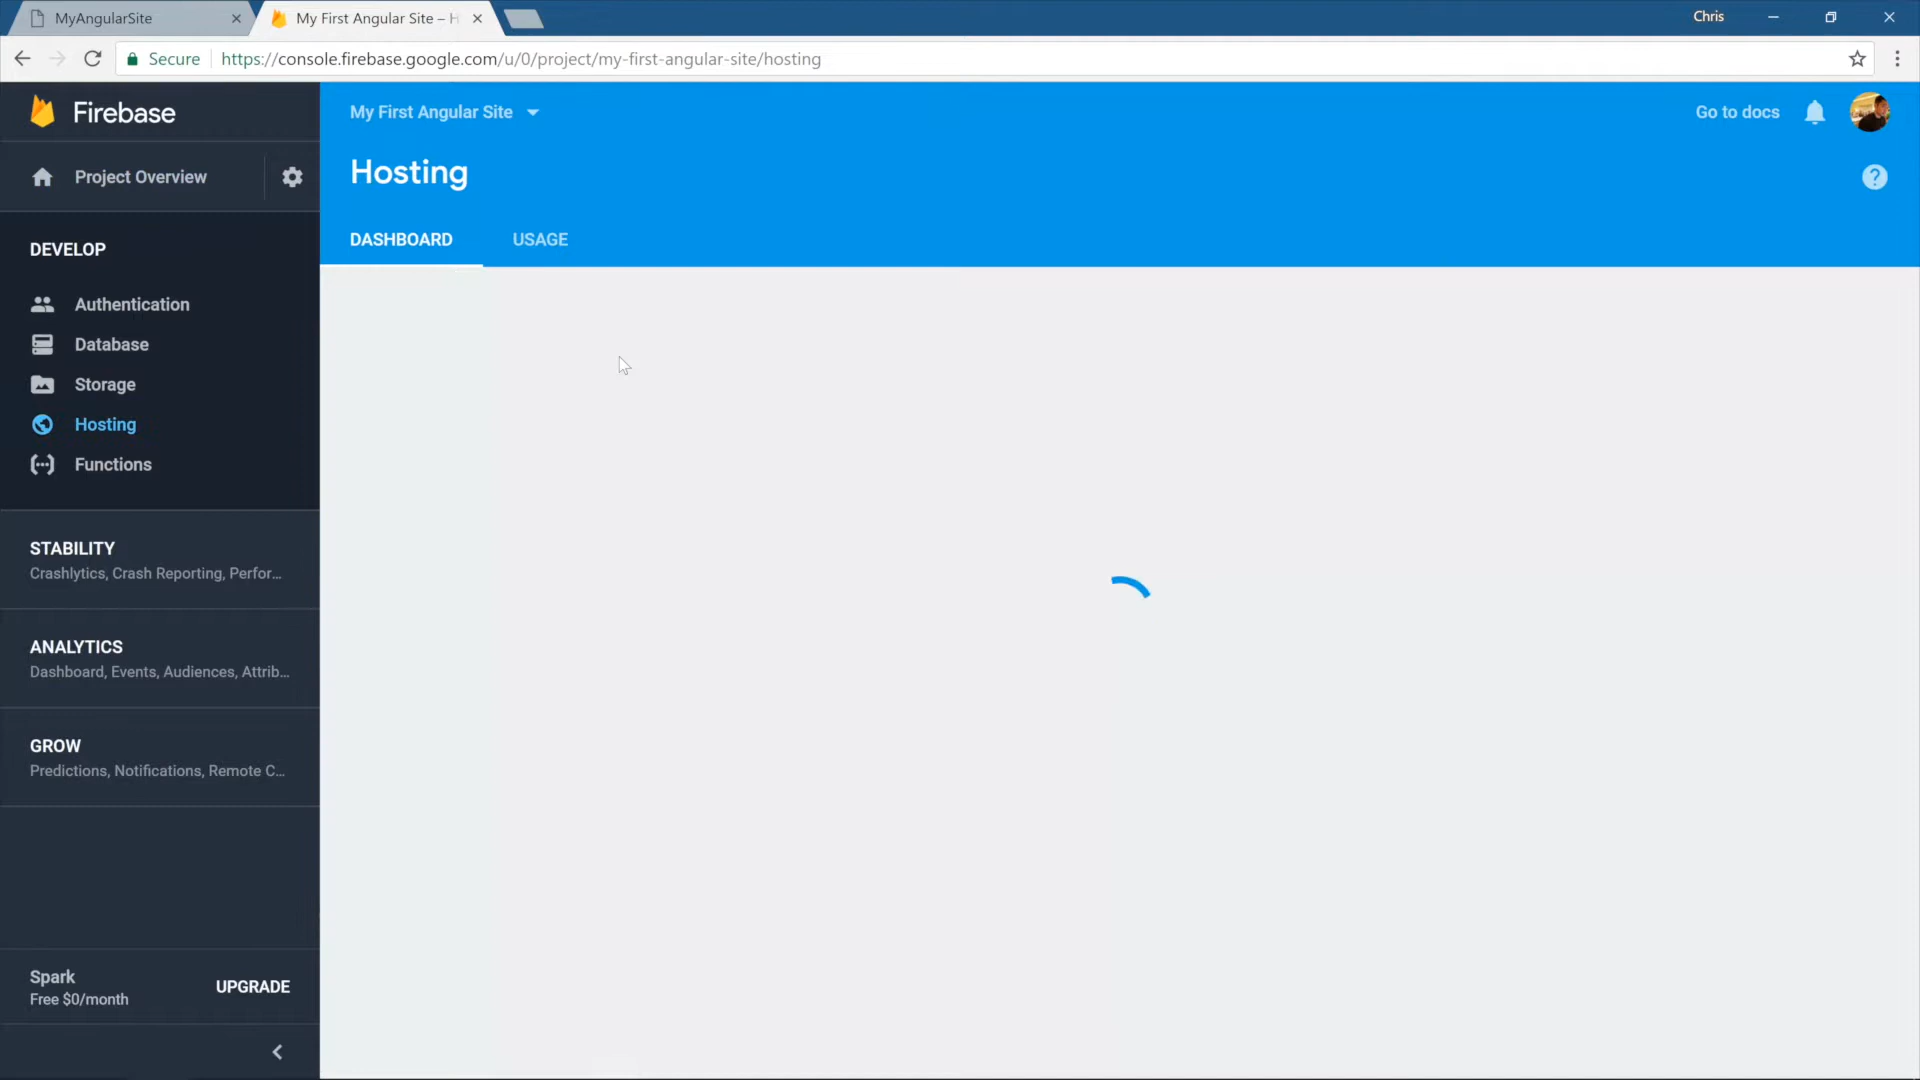 MyAngularSite
My First Angular Site – H
Chris
Secure
https://console.firebase.google.com/u/0/project/my-first-angular-site/hosting
Firebase
My First Angular Site
Go to docs
Project Overview
Hosting
?
DASHBOARD
USAGE
DEVELOP
Authentication
Database
Storage
Hosting
Functions
STABILITY
Crashlytics, Crash Reporting, Perfor...
ANALYTICS
Dashboard, Events, Audiences, Attrib...
GROW
Predictions, Notifications, Remote C...
Spark
Free $0/month
UPGRADE